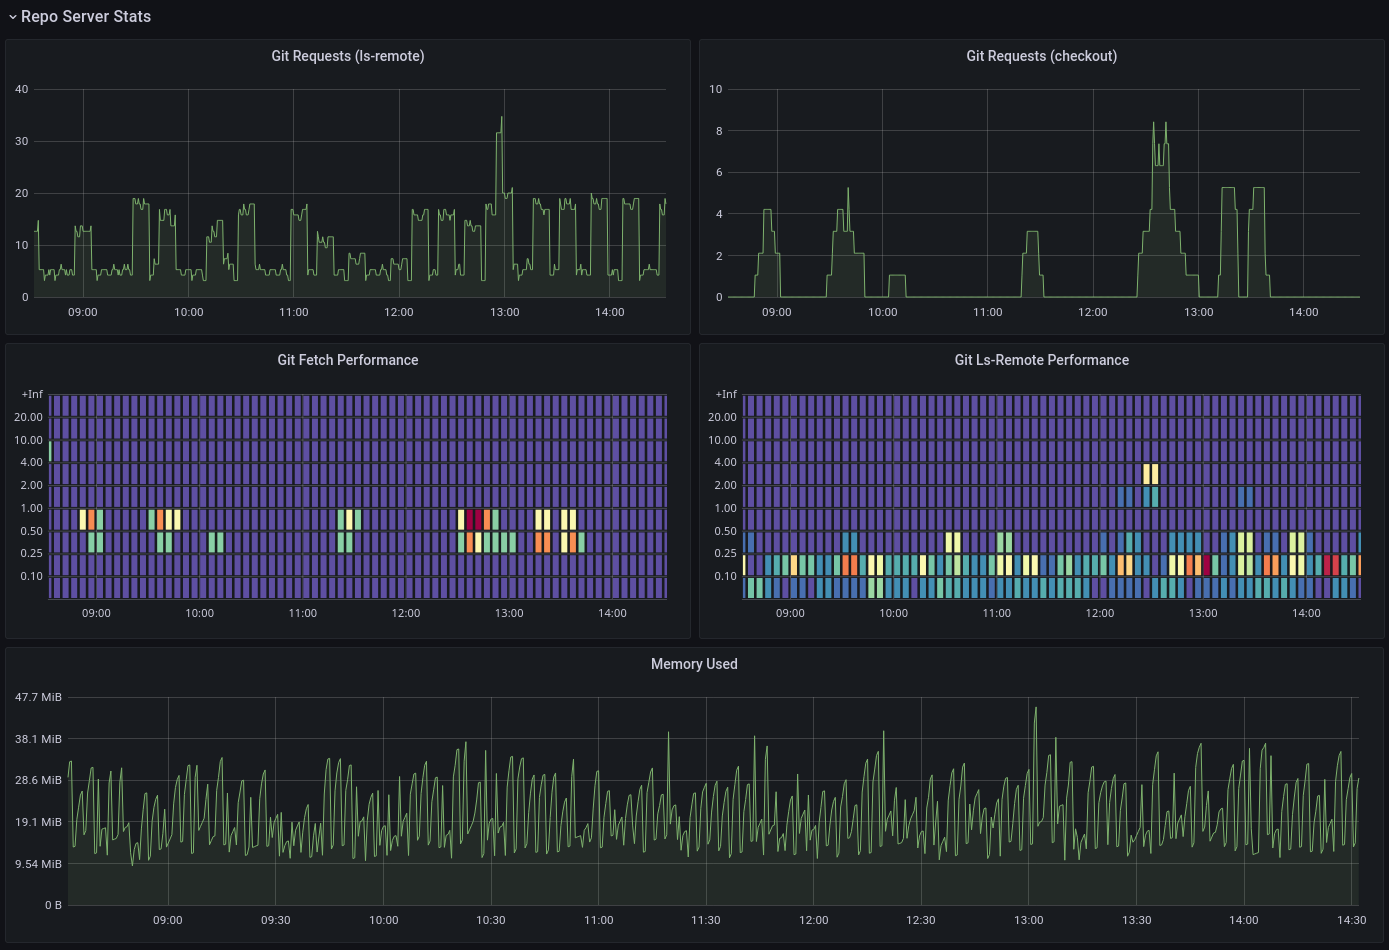 Repo Server Stats
Git Requests (ls-remote)
40
30
20
10
0
09:00 10:00 11:00 12:00 13:00 14:00
Git Requests (checkout)
10
8
6
4
2
0
09:00 10:00 11:00 12:00 13:00 14:00
Git Fetch Performance
+Inf
20.00
10.00
4.00
2.00
1.00
0.50
0.25
0.10
09:00 10:00 11:00 12:00 13:00 14:00
Git Ls-Remote Performance
+Inf
20.00
10.00
4.00
2.00
1.00
0.50
0.25
0.10
09:00 10:00 11:00 12:00 13:00 14:00
Memory Used
47.7 MiB
38.1 MiB
28.6 MiB
19.1 MiB
9.54 MiB
0 B
09:00 09:30 10:00 10:30 11:00 11:30 12:00 12:30 13:00 13:30 14:00 14:30